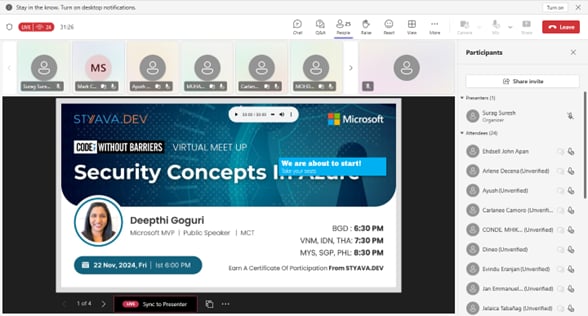 Stay in the know. Turn on desktop notifications.
Turn on
LIVE
24
31:26
Chat
Q&A
People
25
Raise
React
View
More
Camera
Mic
Share
Leave
Surag Sure...
MS
Mark C...
Ayush ...
MUHA...
Carlane...
MOHD...
STYAVA.DEV
Microsoft
CODE; WITHOUT BARRIERS VIRTUAL MEET UP
Security Concepts In Azure
We are about to start!
Take your seats
Deepthi Goguri
Microsoft MVP | Public Speaker | MCT
22 Nov, 2024, Fri | Ist 6:00 PM
BGD : 6:30 PM
VNM, IDN, THA: 7:30 PM
MYS, SGP, PHL: 8:30 PM
Earn A Certificate Of Participation From STYAVA.DEV
1 of 4
LIVE
Sync to Presenter
Participants
Share invite
Presenters (1)
Surag Suresh
Organizer
Attendees (24)
Ehdsell John Apan
Arlene Decena (Unverified)
Ayush (Unverified)
Carlanee Camoro (Unverifi...
CONDE, MHIK... (Unverified)
Dineo (Unverified)
Evindu Eranjan (Unverified)
Jan Emmanuel... (Unverified)
Jelaica Tabañag (Unverified)